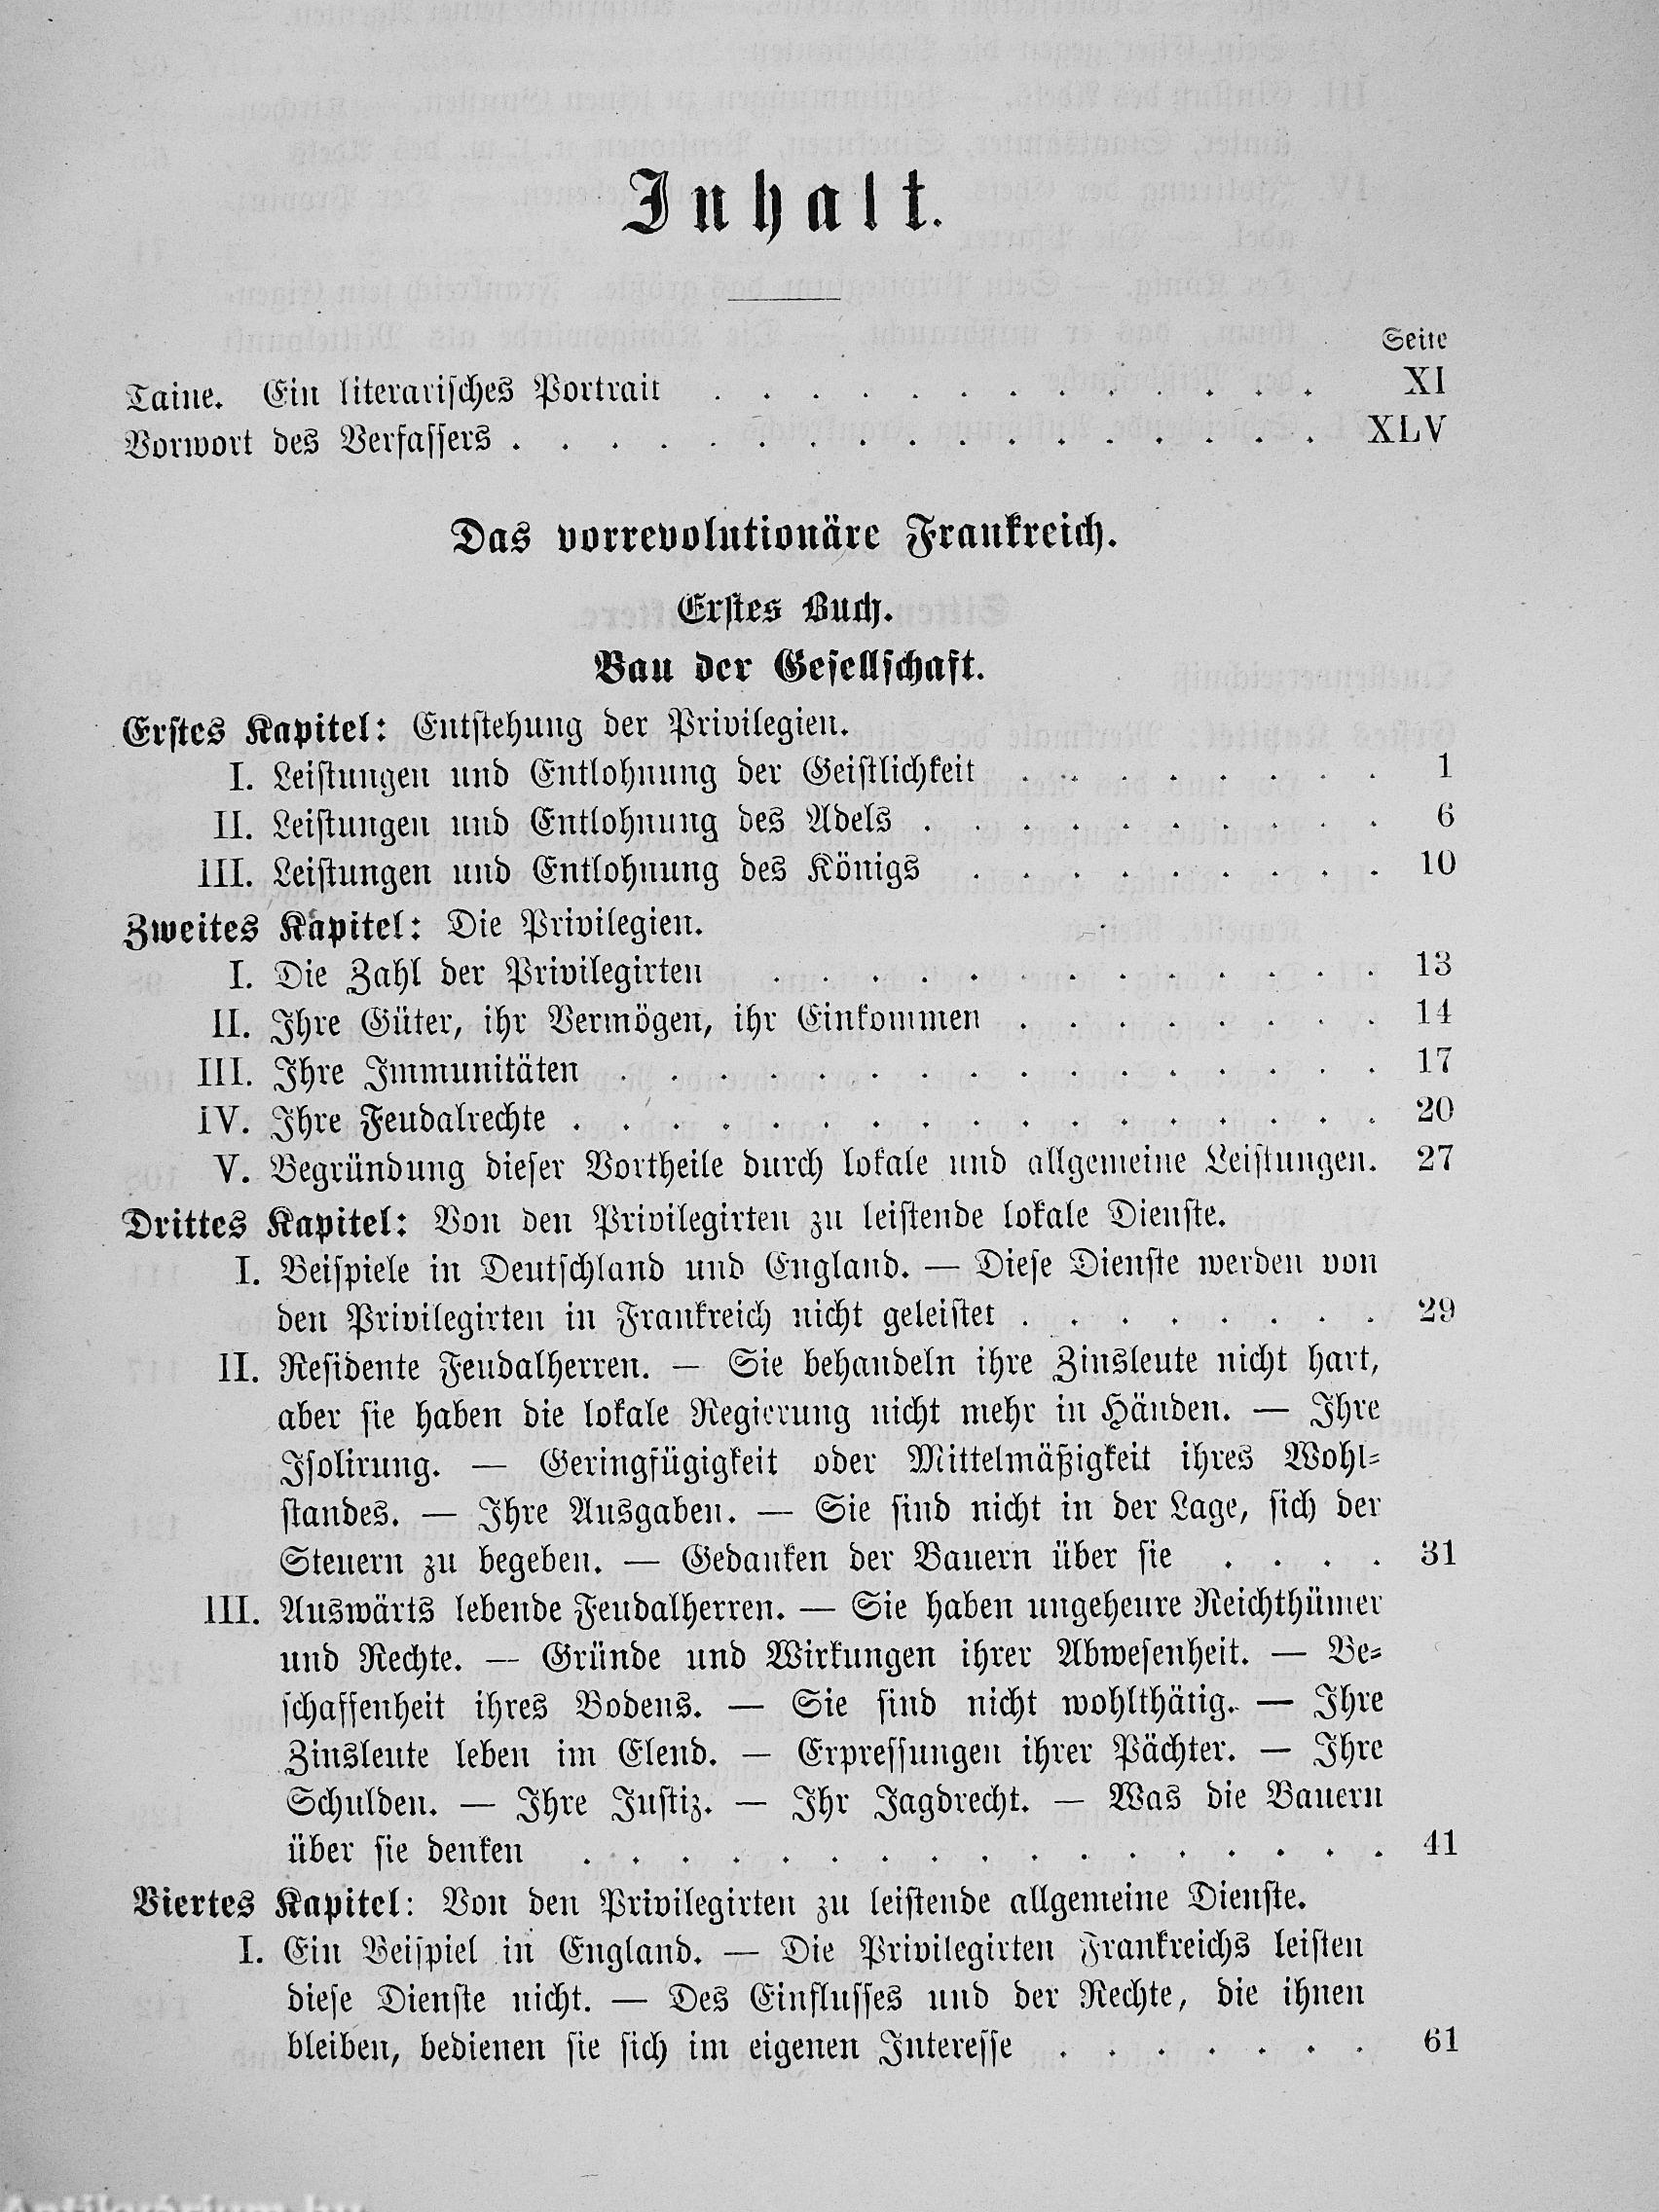 Inhalt.
Seite
Taine. Ein literarisches Portrait . . . . . . . . . . . . . XI
Vorwort des Verfassers . . . . . . . . . . . . . . . . . XLV
Das vorrevolutionäre Frankreich.
Erstes Buch.
Bau der Gesellschaft.
Erstes Kapitel: Entstehung der Privilegien.
I. Leistungen und Entlohnung der Geistlichkeit . . . . . . . . 1
II. Leistungen und Entlohnung des Adels . . . . . . . . . . 6
III. Leistungen und Entlohnung des Königs . . . . . . . . . 10
Zweites Kapitel: Die Privilegien.
I. Die Zahl der Privilegirten . . . . . . . . . . . . . 13
II. Ihre Güter, ihr Vermögen, ihr Einkommen . . . . . . . . 14
III. Ihre Immunitäten . . . . . . . . . . . . . . . . 17
IV. Ihre Feudalrechte . . . . . . . . . . . . . . . . . 20
V. Begründung dieser Vortheile durch lokale und allgemeine Leistungen. 27
Drittes Kapitel: Von den Privilegirten zu leistende lokale Dienste.
I. Beispiele in Deutschland und England. — Diese Dienste werden von
den Privilegirten in Frankreich nicht geleistet . . . . . . . . 29
II. Residente Feudalherren. — Sie behandeln ihre Zinsleute nicht hart,
aber sie haben die lokale Regierung nicht mehr in Händen. — Ihre
Isolirung. — Geringfügigkeit oder Mittelmäßigkeit ihres Wohl-
standes. — Ihre Ausgaben. — Sie sind nicht in der Lage, sich der
Steuern zu begeben. — Gedanken der Bauern über sie . . . . 31
III. Auswärts lebende Feudalherren. — Sie haben ungeheure Reichthümer
und Rechte. — Gründe und Wirkungen ihrer Abwesenheit. — Be-
schaffenheit ihres Bodens. — Sie sind nicht wohlthätig. — Ihre
Zinsleute leben im Elend. — Erpressungen ihrer Pächter. — Ihre
Schulden. — Ihre Justiz. — Ihr Jagdrecht. — Was die Bauern
über sie denken . . . . . . . . . . . . . . . . . 41
Viertes Kapitel: Von den Privilegirten zu leistende allgemeine Dienste.
I. Ein Beispiel in England. — Die Privilegirten Frankreichs leisten
diese Dienste nicht. — Des Einflusses und der Rechte, die ihnen
bleiben, bedienen sie sich im eigenen Interesse . . . . . . . 61